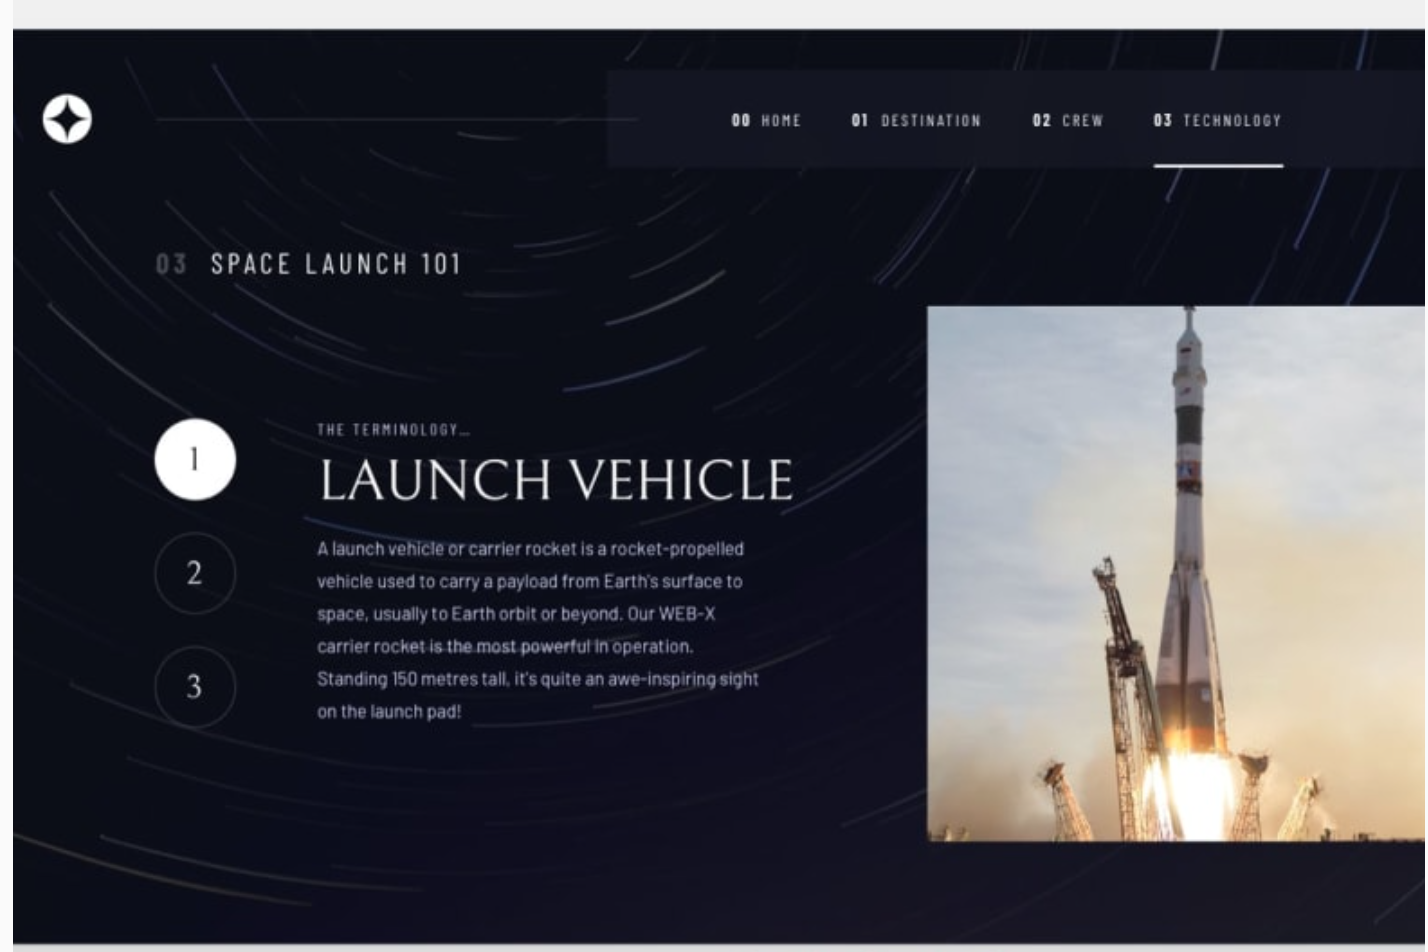 00 HOME 01 DESTINATION 02 CREW 03 TECHNOLOGY
03 SPACE LAUNCH 101
1
2
3
THE TERMINOLOGY...
LAUNCH VEHICLE
A launch vehicle or carrier rocket is a rocket-propelled
vehicle used to carry a payload from Earth's surface to
space, usually to Earth orbit or beyond. Our WEB-X
carrier rocket is the most powerful in operation.
Standing 150 metres tall, it's quite an awe-inspiring sight
on the launch pad!